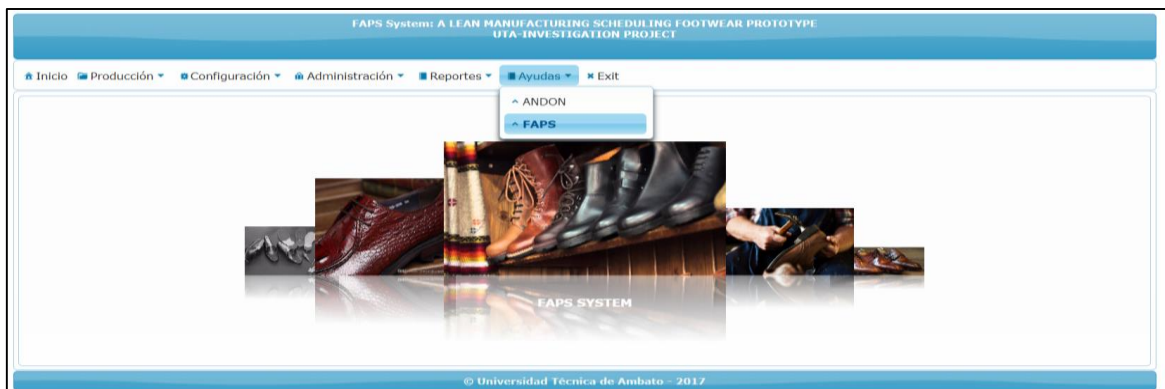 FAPS System: A LEAN MANUFACTURING SCHEDULING FOOTWEAR PROTOTYPE
UTA-INVESTIGATION PROJECT
Inicio Producción Configuración Administración Reportes Ayudas Exit
ANDON
FAPS
FAPS SYSTEM
© Universidad Técnica de Ambato - 2017